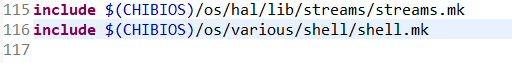 115 include $(CHIBIOS)/os/hal/lib/streams/streams.mk
116 include $(CHIBIOS)/os/various/shell/shell.mk
117